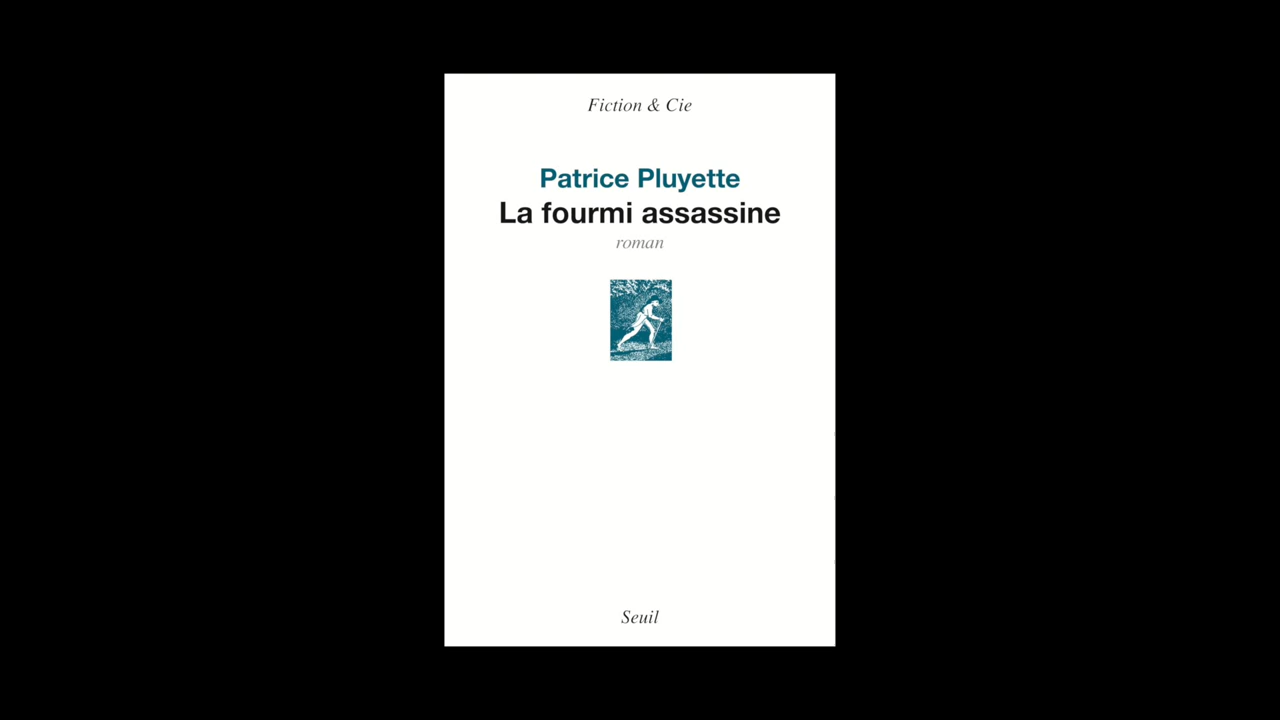 Fiction & Cie
Patrice Pluyette
La fourmi assassine
roman
Seuil